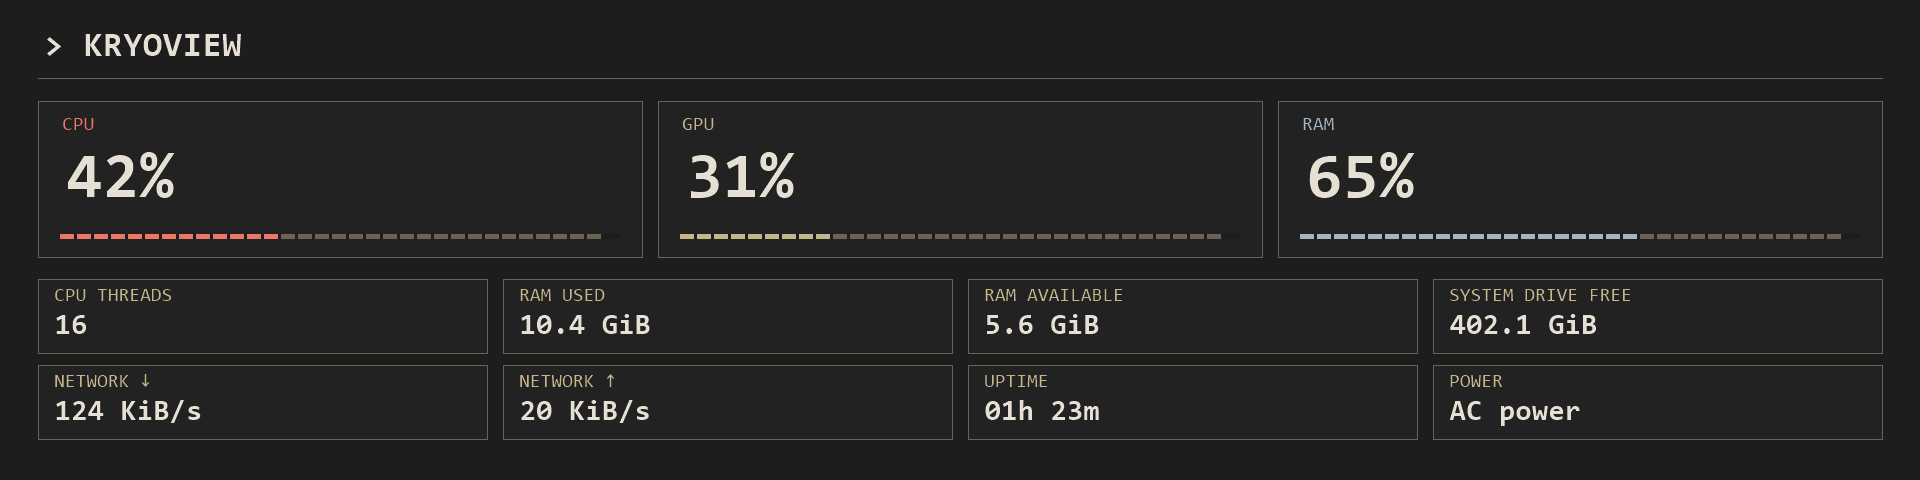 > KRYOVIEW
CPU
42%
GPU
31%
RAM
65%
CPU THREADS
16
RAM USED
10.4 GiB
RAM AVAILABLE
5.6 GiB
SYSTEM DRIVE FREE
402.1 GiB
NETWORK ↓
124 KiB/s
NETWORK ↑
20 KiB/s
UPTIME
01h 23m
POWER
AC power